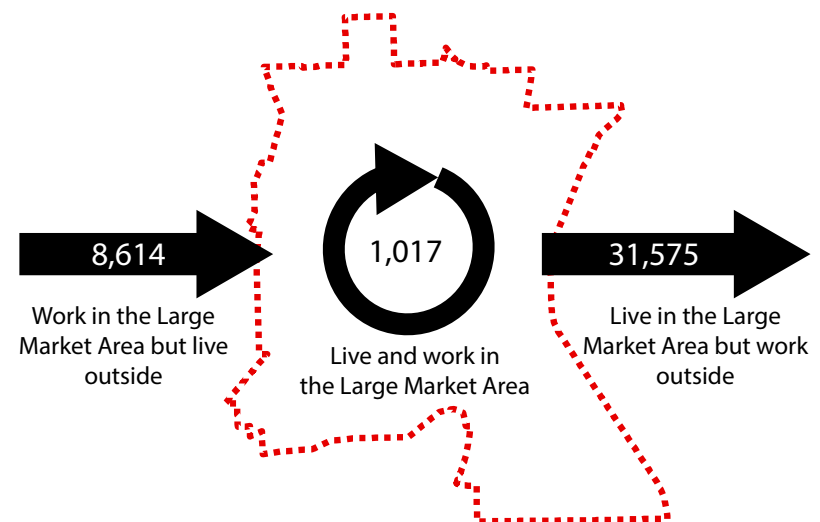 8,614
Work in the Large
Market Area but live
outside
1,017
Live and work in
the Large Market Area
31,575
Live in the Large
Market Area but work
outside